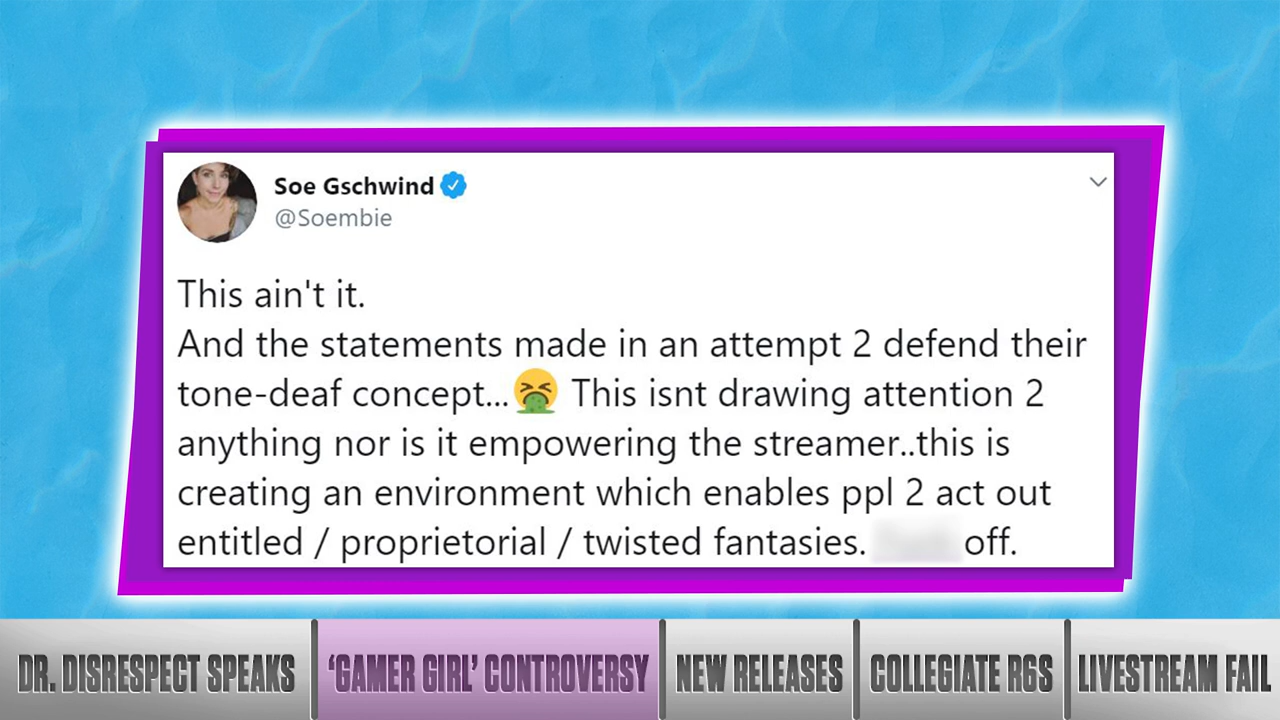 Soe Gschwind
@Soembie
This ain't it.
And the statements made in an attempt 2 defend their
tone-deaf concept...🤮 This isnt drawing attention 2
anything nor is it empowering the streamer..this is
creating an environment which enables ppl 2 act out
entitled / proprietorial / twisted fantasies. off.
DR. DISRESPECT SPEAKS
'GAMER GIRL' CONTROVERSY
NEW RELEASES
COLLEGIATE R6S
LIVESTREAM FAIL